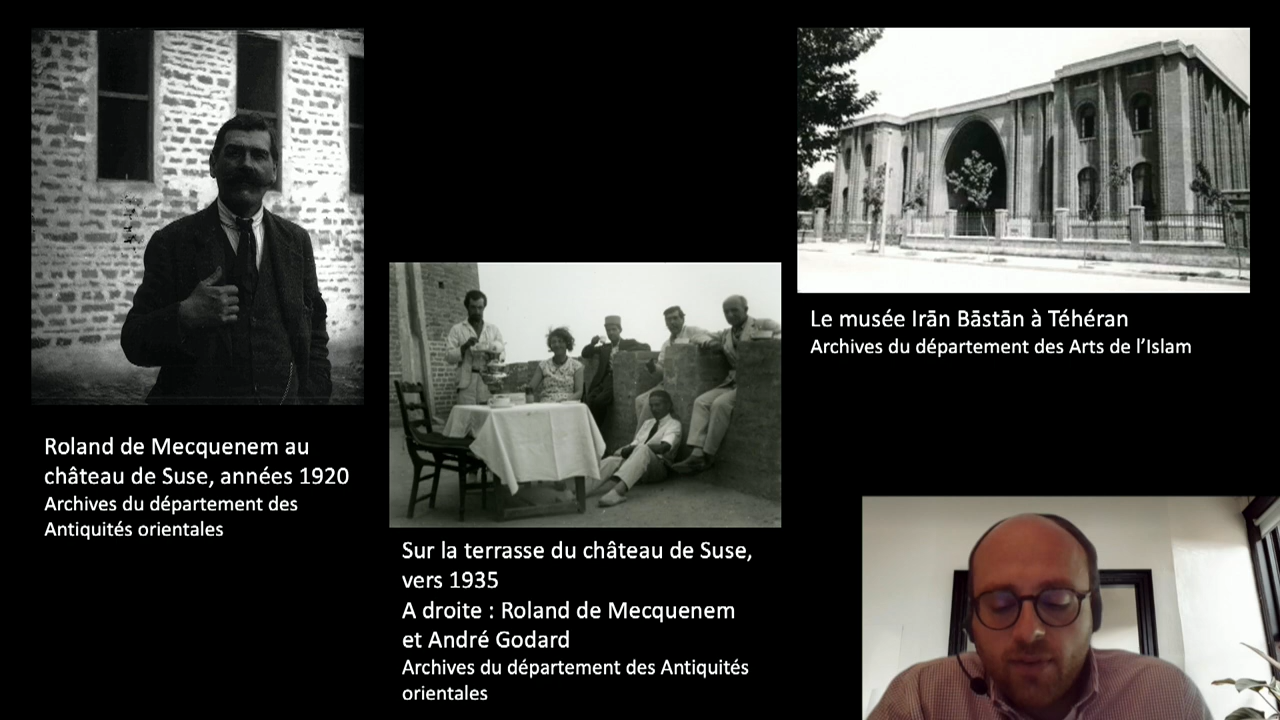 Roland de Mecquenem au
château de Suse, années 1920
Archives du département des
Antiquités orientales
Sur la terrasse du château de Suse,
vers 1935
A droite : Roland de Mecquenem
et André Godard
Archives du département des Antiquités
orientales
Le musée Irān Bāstān à Téhéran
Archives du département des Arts de l’Islam